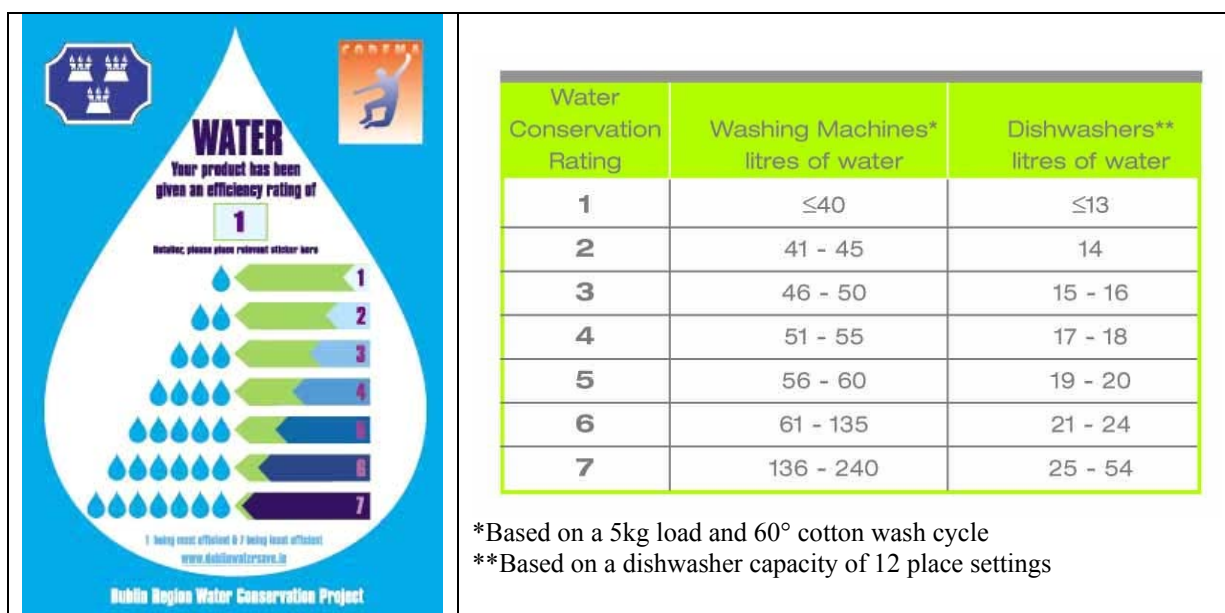 CODEMA
WATER
Your product has been
given an efficiency rating of
1
Retailer, please place relevant sticker here
1
2
3
4
5
6
7
1 being most efficient & 7 being least efficient
www.dublinwatersave.ie
Dublin Region Water Conservation Project
Water Conservation Rating	Washing Machines* litres of water	Dishwashers** litres of water
1 ≤40 ≤13
2 41 - 45 14
3 46 - 50 15 - 16
4 51 - 55 17 - 18
5 56 - 60 19 - 20
6 61 - 135 21 - 24
7 136 - 240 25 - 54
*Based on a 5kg load and 60° cotton wash cycle
**Based on a dishwasher capacity of 12 place settings